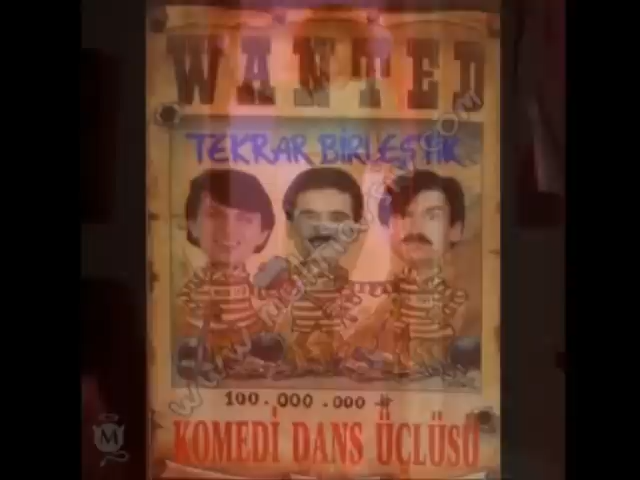 WANTED
TEKRAR BİRLEŞTİK
100.000.000
KOMEDİ DANS ÜÇLÜSÜ
M